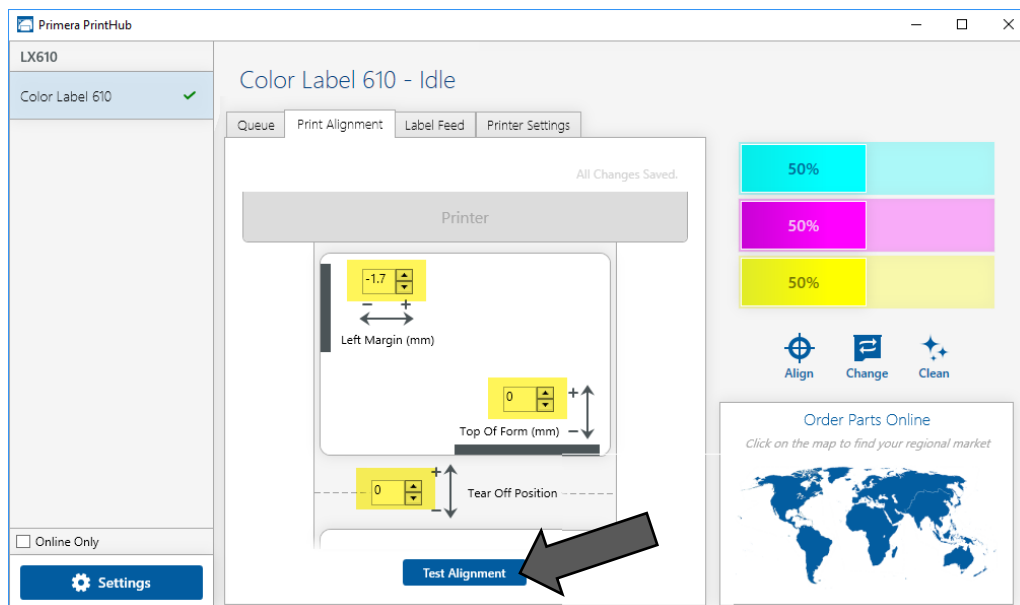 Primera PrintHub
LX610
Color Label 610
Color Label 610 - Idle
Queue
Print Alignment
Label Feed
Printer Settings
All Changes Saved.
Printer
-1.7
- +
Left Margin (mm)
0
+
Top Of Form (mm) -
0
+
-
Tear Off Position
Test Alignment
50%
50%
50%
Align
Change
Clean
Order Parts Online
Click on the map to find your regional market
Online Only
Settings